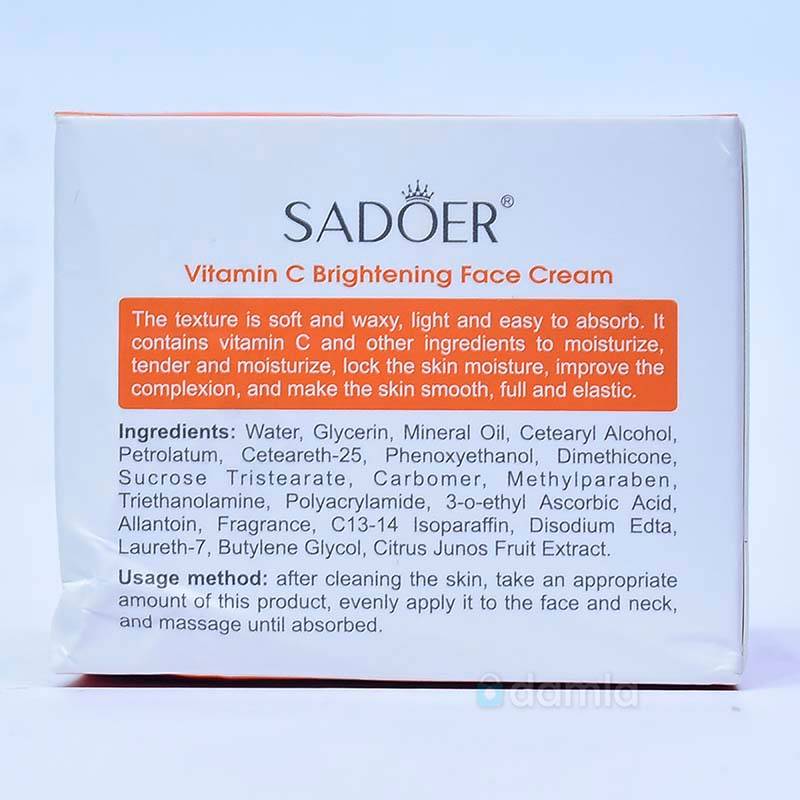 SADOER®
Vitamin C Brightening Face Cream
The texture is soft and waxy, light and easy to absorb. It
contains vitamin C and other ingredients to moisturize,
tender and moisturize, lock the skin moisture, improve the
complexion, and make the skin smooth, full and elastic.
Ingredients: Water, Glycerin, Mineral Oil, Cetearyl Alcohol,
Petrolatum, Ceteareth-25, Phenoxyethanol, Dimethicone,
Sucrose Tristearate, Carbomer, Methylparaben,
Triethanolamine, Polyacrylamide, 3-o-ethyl Ascorbic Acid,
Allantoin, Fragrance, C13-14 Isoparaffin, Disodium Edta,
Laureth-7, Butylene Glycol, Citrus Junos Fruit Extract.
Usage method: after cleaning the skin, take an appropriate
amount of this product, evenly apply it to the face and neck,
and massage until absorbed.
damla